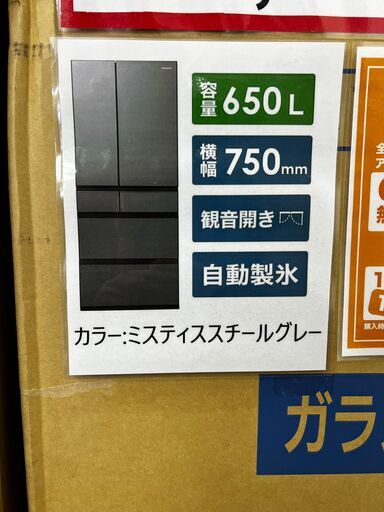 容量 650L
横幅 750mm
観音開き
自動製氷
カラー:ミスティススチールグレー
ガラ